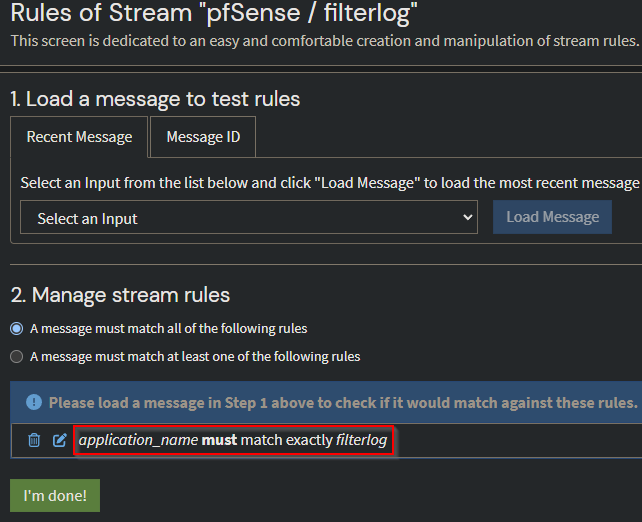 Rules of Stream "pfSense / filterlog"
This screen is dedicated to an easy and comfortable creation and manipulation of stream rules.
1. Load a message to test rules
Recent Message
Message ID
Select an Input from the list below and click "Load Message" to load the most recent message
Select an Input
Load Message
2. Manage stream rules
A message must match all of the following rules
A message must match at least one of the following rules
Please load a message in Step 1 above to check if it would match against these rules.
application_name must match exactly filterlog
I'm done!